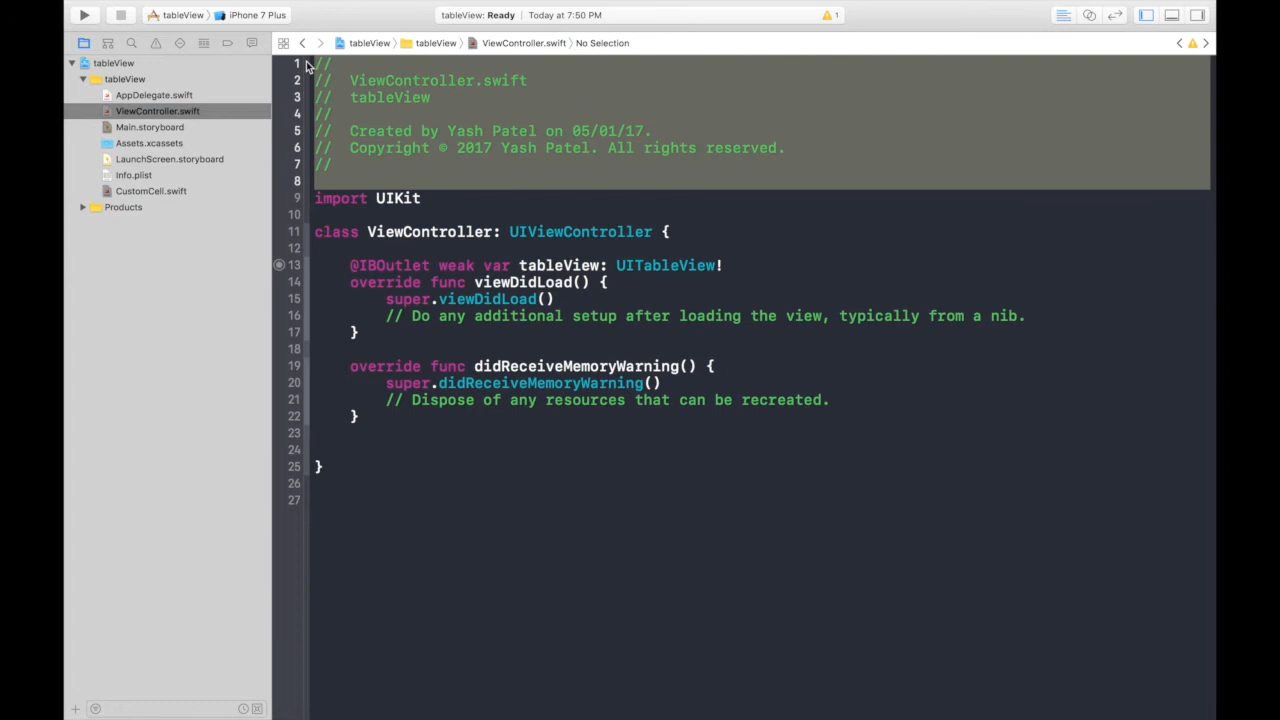 tableView 〉 iPhone 7 Plus
tableView: Ready | Today at 7:50 PM
1
tableView 〉 tableView 〉 ViewController.swift 〉 No Selection
tableView
tableView
AppDelegate.swift
ViewController.swift
Main.storyboard
Assets.xcassets
LaunchScreen.storyboard
Info.plist
CustomCell.swift
Products
1 //
2 //  ViewController.swift
3 //  tableView
4 //
5 //  Created by Yash Patel on 05/01/17.
6 //  Copyright © 2017 Yash Patel. All rights reserved.
7 //
8
9 import UIKit
10
11 class ViewController: UIViewController {
12
13     @IBOutlet weak var tableView: UITableView!
14     override func viewDidLoad() {
15         super.viewDidLoad()
16         // Do any additional setup after loading the view, typically from a nib.
17     }
18
19     override func didReceiveMemoryWarning() {
20         super.didReceiveMemoryWarning()
21         // Dispose of any resources that can be recreated.
22     }
23
24
25 }
26
27